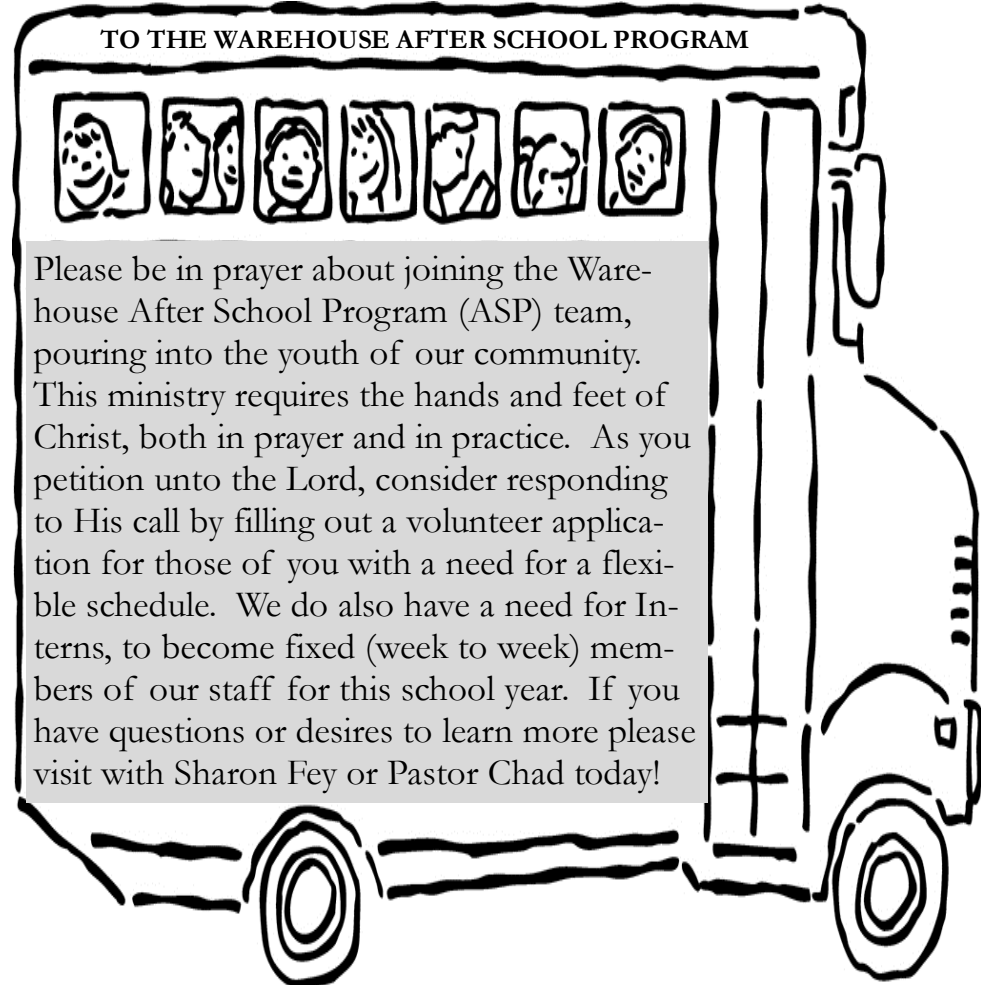 TO THE WAREHOUSE AFTER SCHOOL PROGRAM
Please be in prayer about joining the Ware-
house After School Program (ASP) team,
pouring into the youth of our community.
This ministry requires the hands and feet of
Christ, both in prayer and in practice.  As you
petition unto the Lord, consider responding
to His call by filling out a volunteer applica-
tion for those of you with a need for a flexi-
ble schedule.  We do also have a need for In-
terns, to become fixed (week to week) mem-
bers of our staff for this school year.  If you
have questions or desires to learn more please
visit with Sharon Fey or Pastor Chad today!